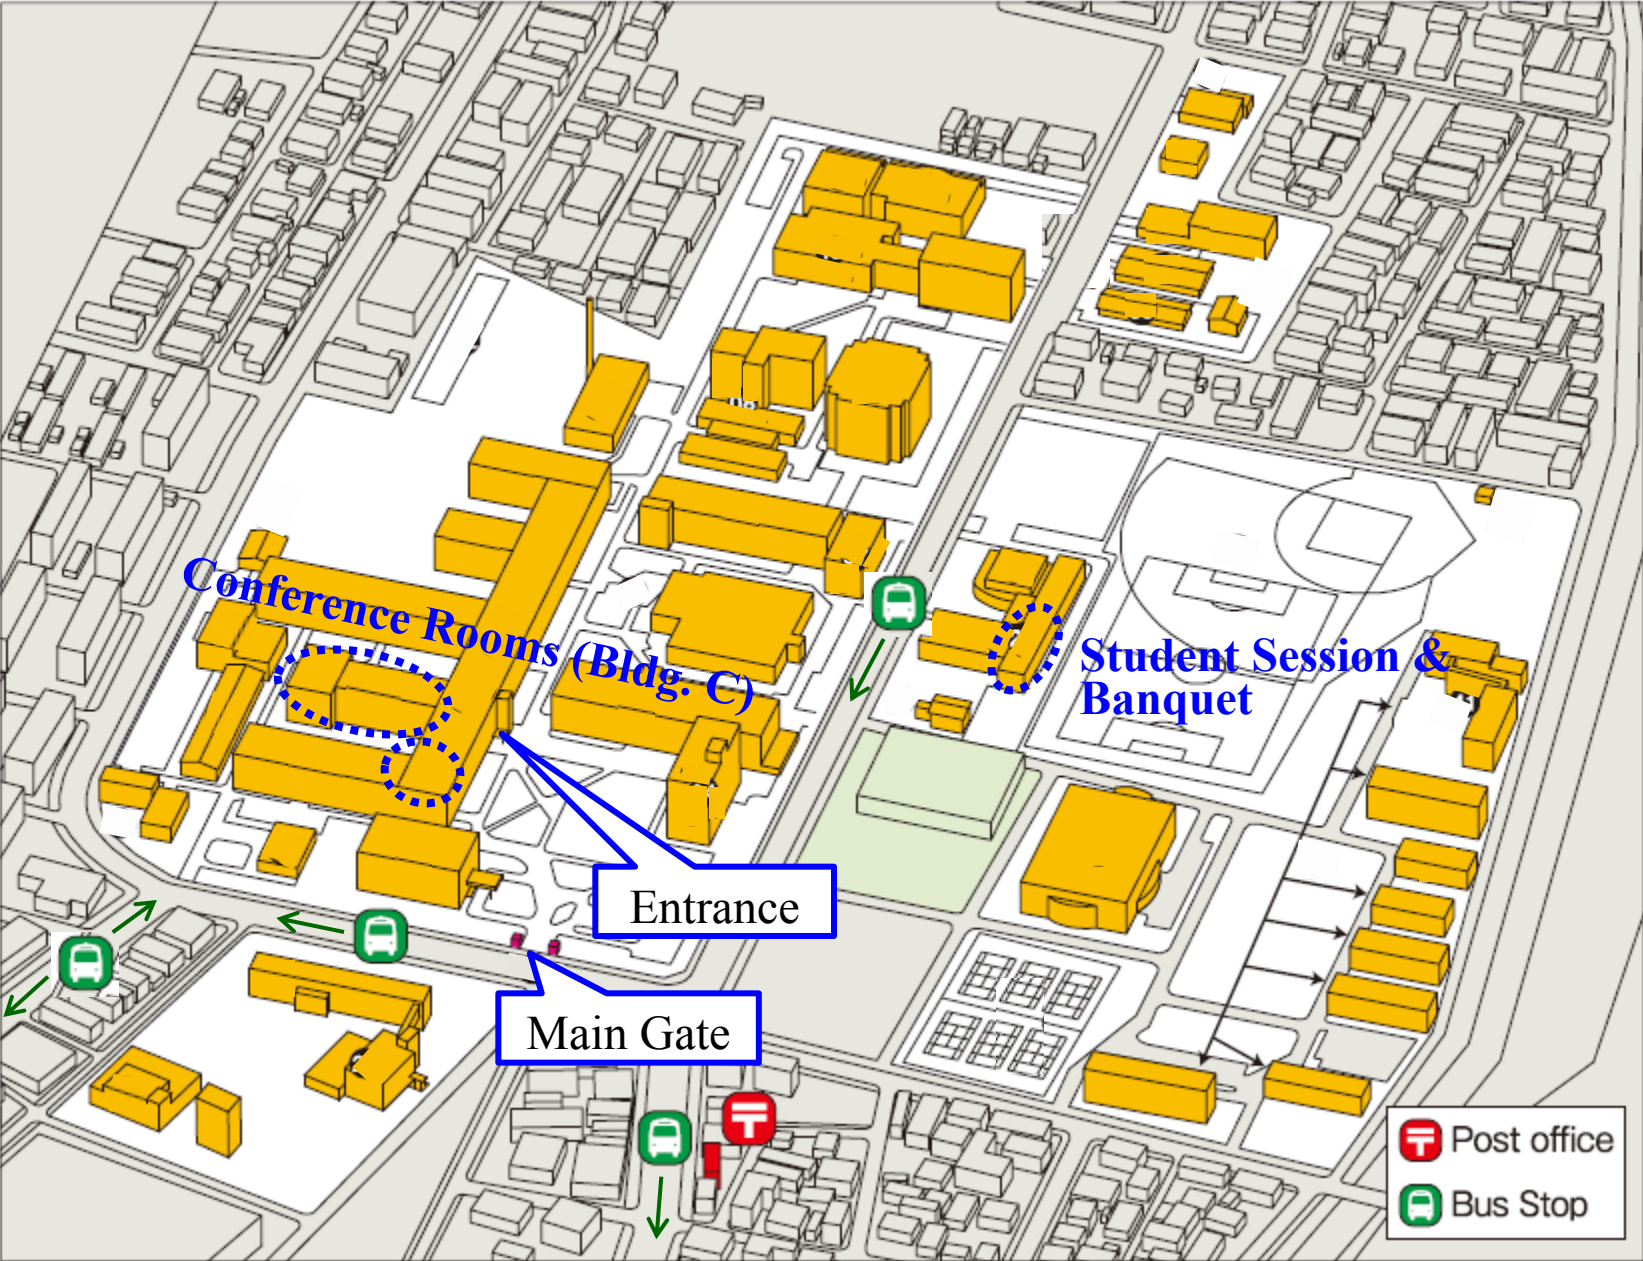 Conference Rooms (Bldg. C)
Student Session &
Banquet
Entrance
Main Gate
Post office
Bus Stop